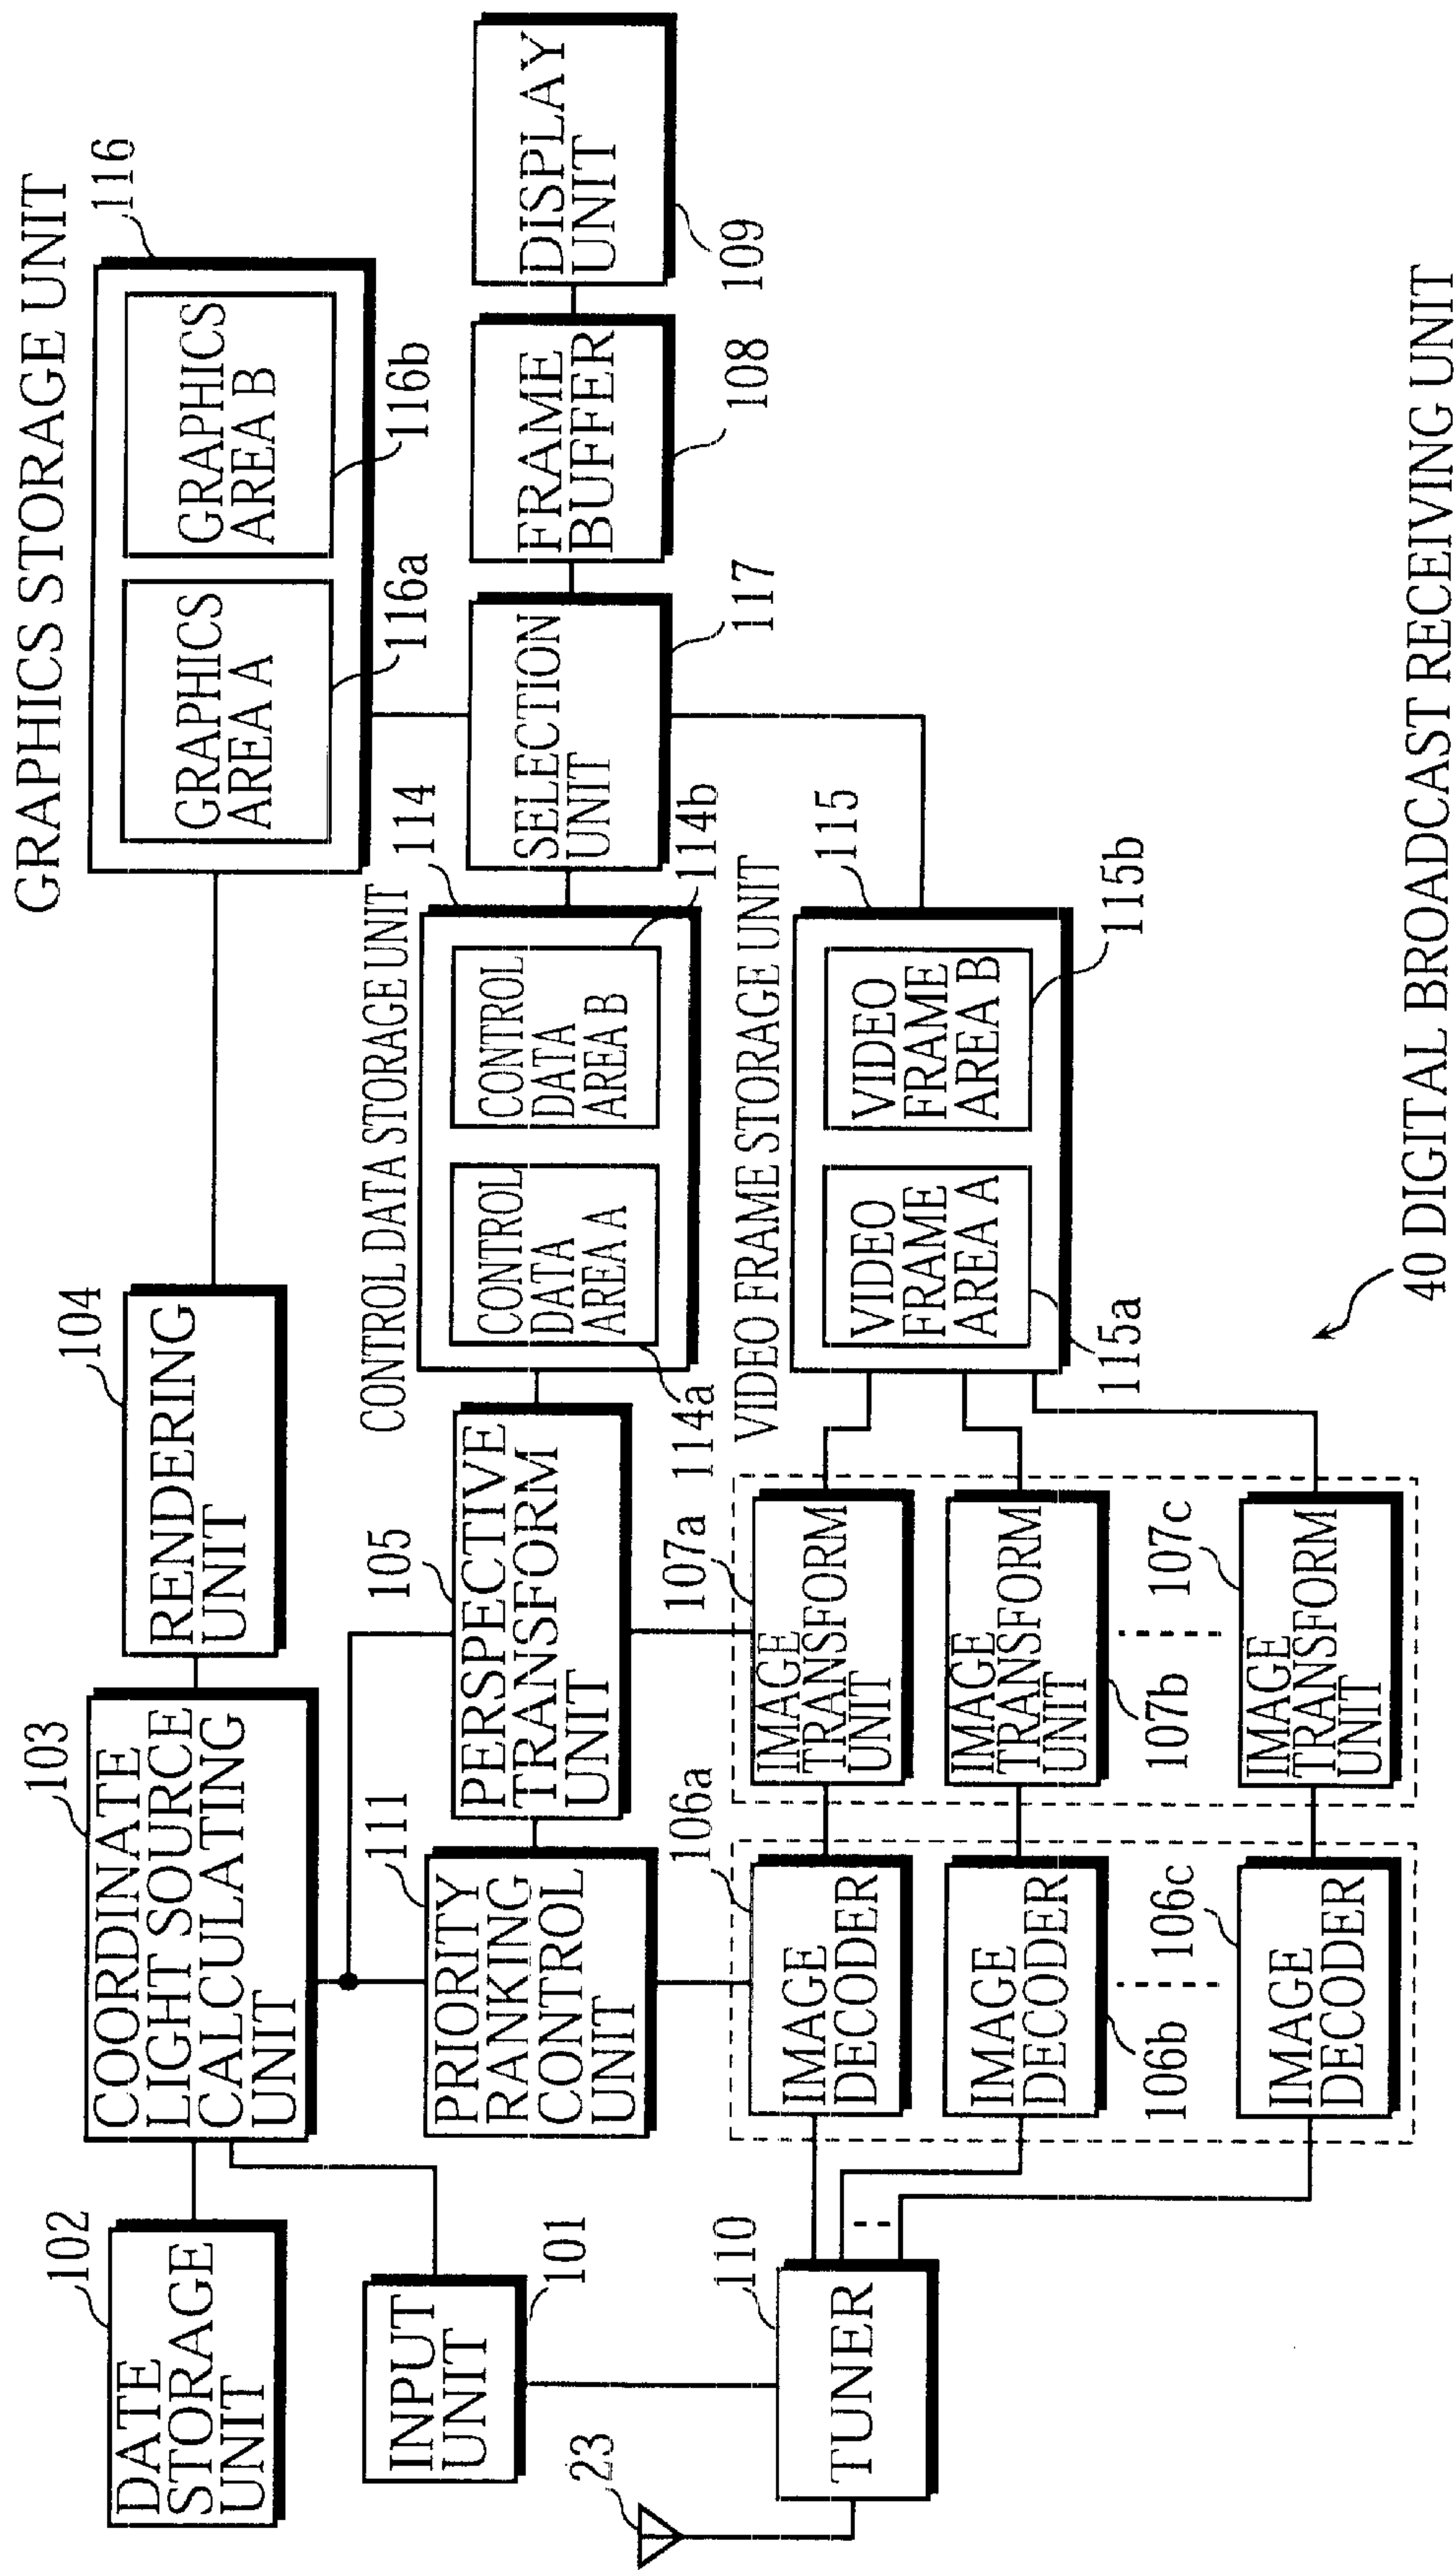 GRAPHICS STORAGE UNIT
116
GRAPHICS
AREA A
GRAPHICS
AREA B
116a
116b
102
DATE
STORAGE
UNIT
103
COORDINATE
LIGHT SOURCE
CALCULATING
UNIT
104
RENDERING
UNIT
INPUT
UNIT
101
111
PRIORITY
RANKING
CONTROL
UNIT
105
PERSPECTIVE
TRANSFORM
UNIT
CONTROL DATA STORAGE UNIT
114
CONTROL
DATA
AREA A
CONTROL
DATA
AREA B
114a
114b
SELECTION
UNIT
117
FRAME
BUFFER
108
DISPLAY
UNIT
109
23
110
TUNER
106a
IMAGE
DECODER
IMAGE
DECODER
106b
106c
IMAGE
DECODER
107a
IMAGE
TRANSFORM
UNIT
IMAGE
TRANSFORM
UNIT
107b
107c
IMAGE
TRANSFORM
UNIT
VIDEO FRAME STORAGE UNIT
115
VIDEO
FRAME
AREA A
VIDEO
FRAME
AREA B
115a
115b
40 DIGITAL BROADCAST RECEIVING UNIT